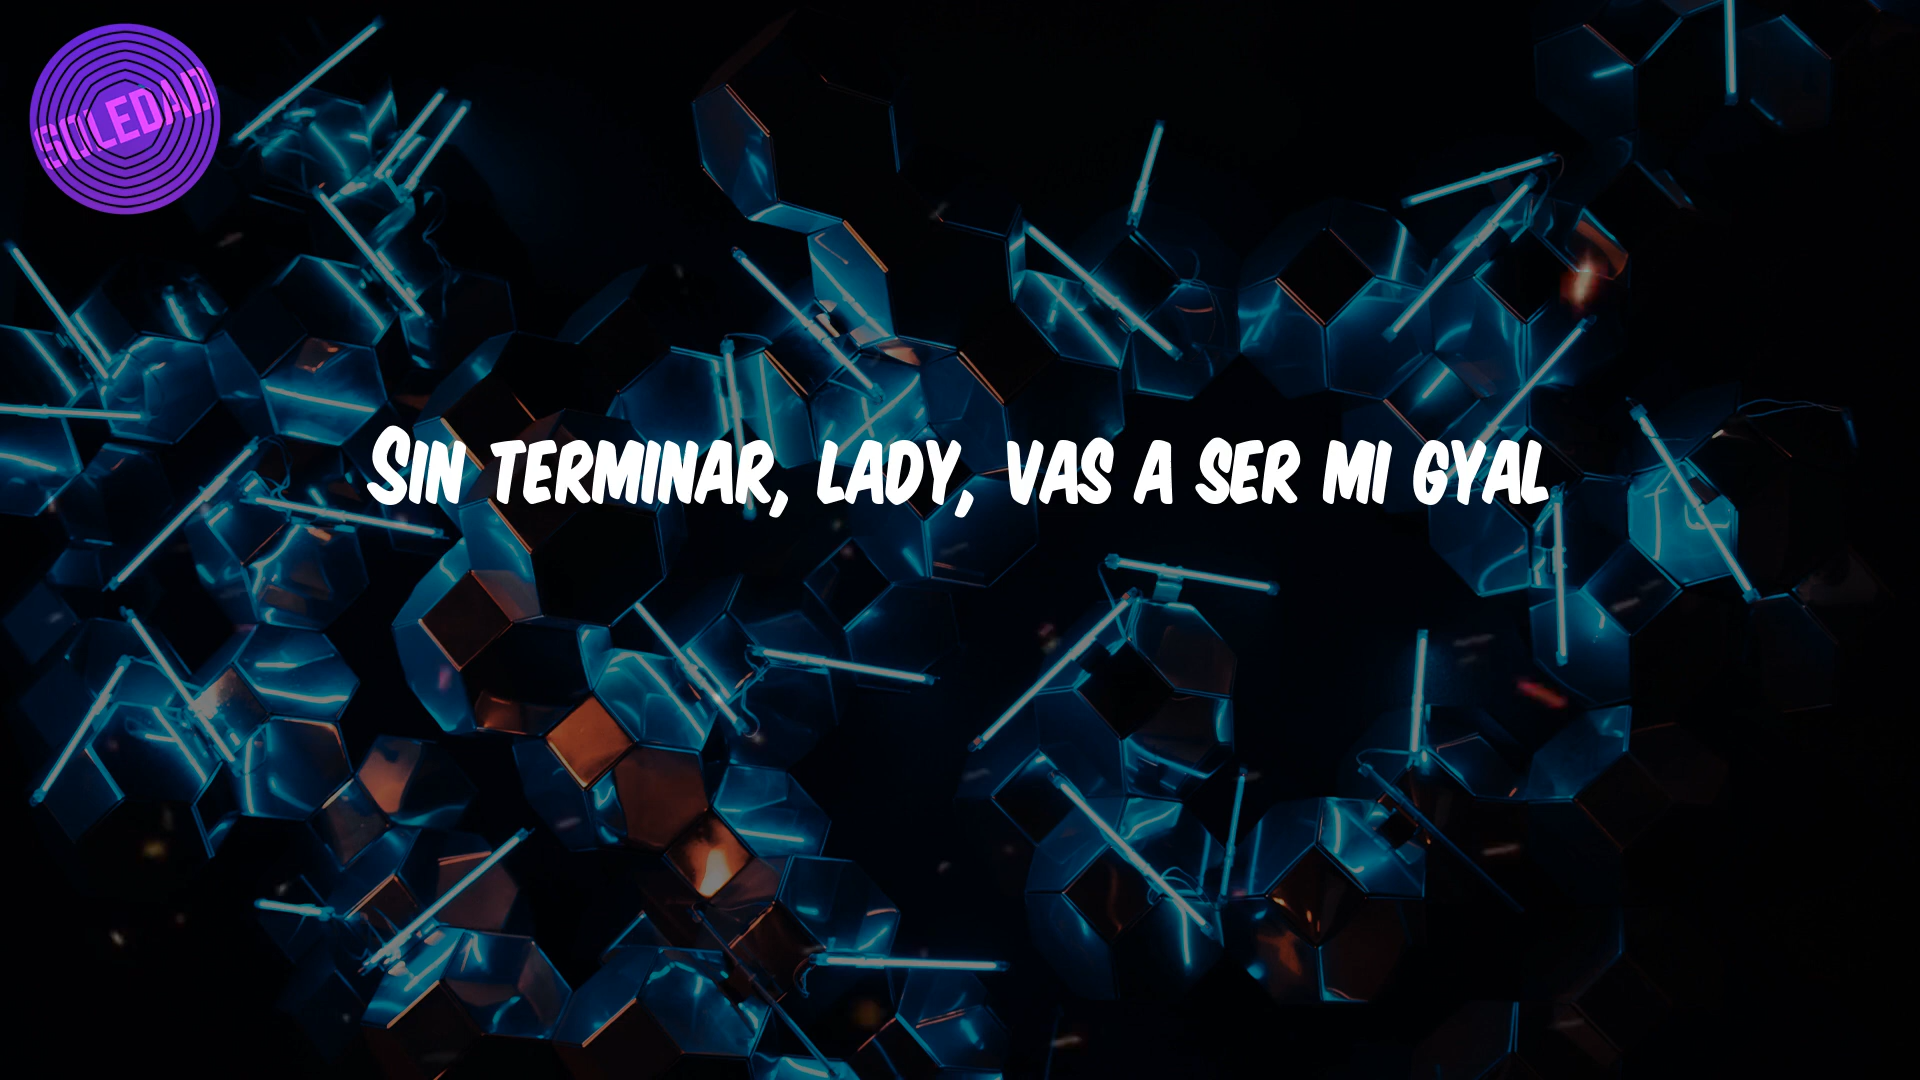 SOLEDAD
SIN TERMINAR, LADY, VAS A SER MI GYAL